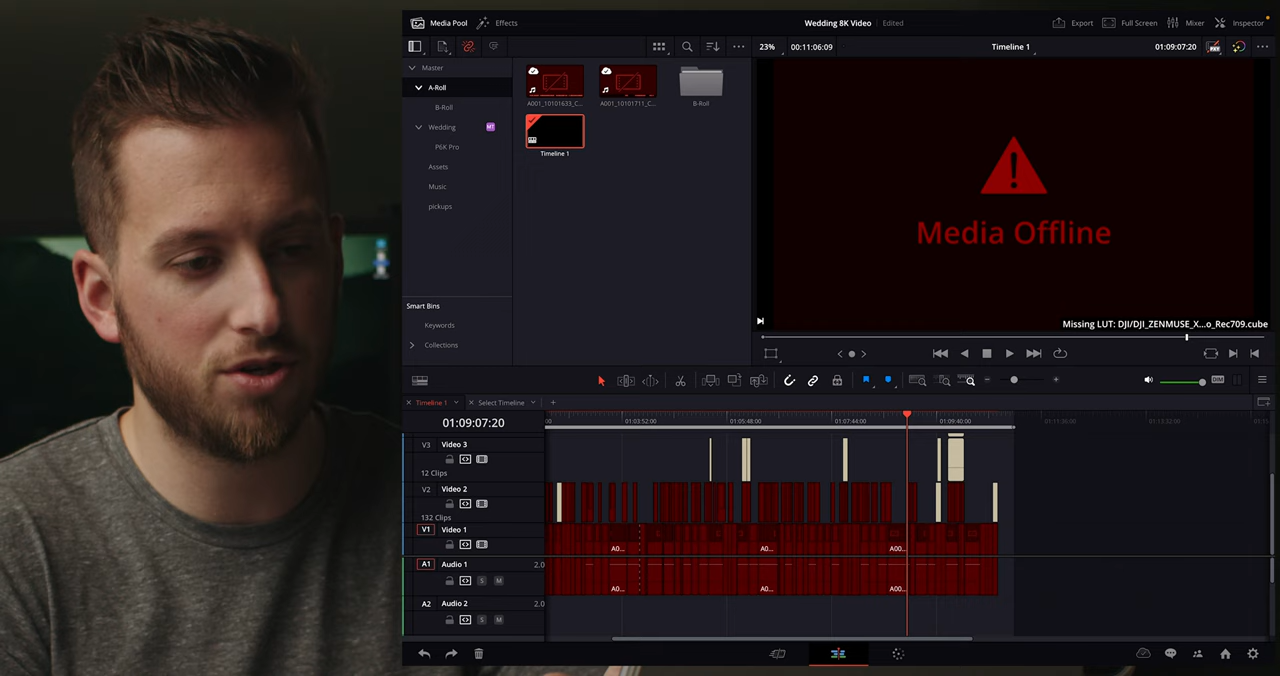 Media Pool Effects Wedding 8K Video Edited Export Full Screen Mixer Inspector
23% 00:11:06:09 Timeline 1 01:09:07:20
Master
A-Roll
B-Roll
Wedding MT
P6K Pro
Assets
Music
pickups
A001_10101633_C... A001_10101711_C... B-Roll
Timeline 1
Media Offline
Missing LUT: DJI/DJI_ZENMUSE_X...o_Rec709.cube
Smart Bins
Keywords
Collections
DIM
Timeline 1 Select Timeline
01:09:07:20
:00 01:03:52:00 01:05:48:00 01:07:44:00 01:09:40:00 01:11:36:00 01:13:32:00 01:15
V3 Video 3
12 Clips
V2 Video 2
132 Clips
V1 Video 1
A0... A0... A00...
A1 Audio 1 2.0
S M
A0... A0... A00...
A2 Audio 2 2.0
S M